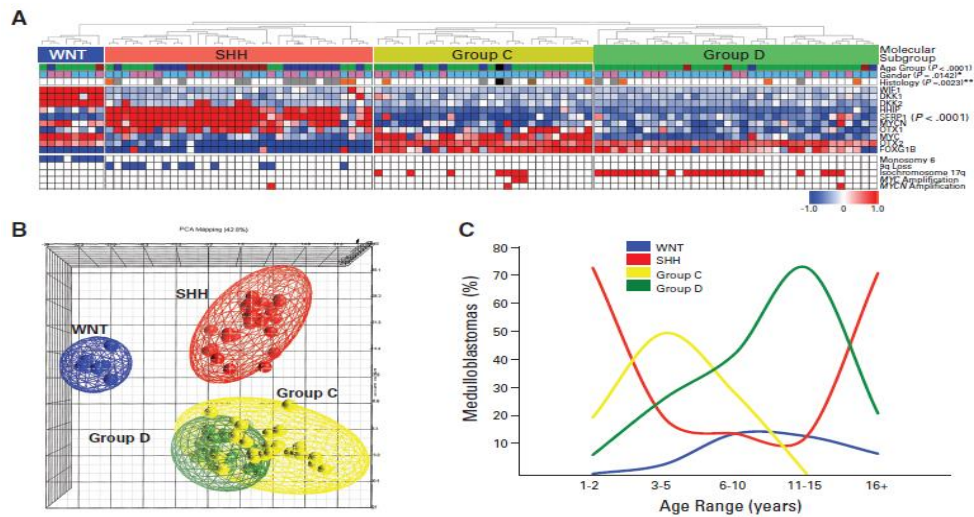 A
WNT
SHH
Group C
Group D
Molecular
Subgroup
Age Group (P < .0001)
Gender (P = .0142)*
Histology (P=.0023)**
WIF1
DKK1
DKK2
HHIP
SFRP1 (P < .0001)
MYCN
OTX1
MYC
OTX2
FOXG1B
Monosomy 6
9q Loss
Isochromosome 17q
MYC Amplification
MYCN Amplification
-1.0 0 1.0
B
PCA Mapping (42.8%)
SHH
WNT
Group C
Group D
C
WNT
SHH
Group C
Group D
Medulloblastomas (%)
80
70
60
50
40
30
20
10
1-2 3-5 6-10 11-15 16+
Age Range (years)